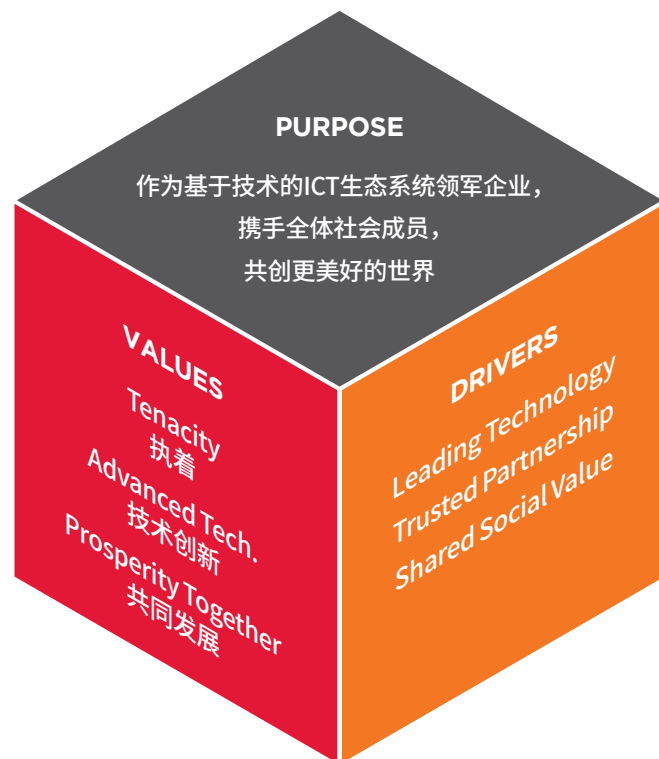 PURPOSE
作为基于技术的ICT生态系统领军企业，
携手全体社会成员，
共创更美好的世界
VALUES
Tenacity
执着
Advanced Tech.
技术创新
Prosperity Together
共同发展
DRIVERS
Leading Technology
Trusted Partnership
Shared Social Value